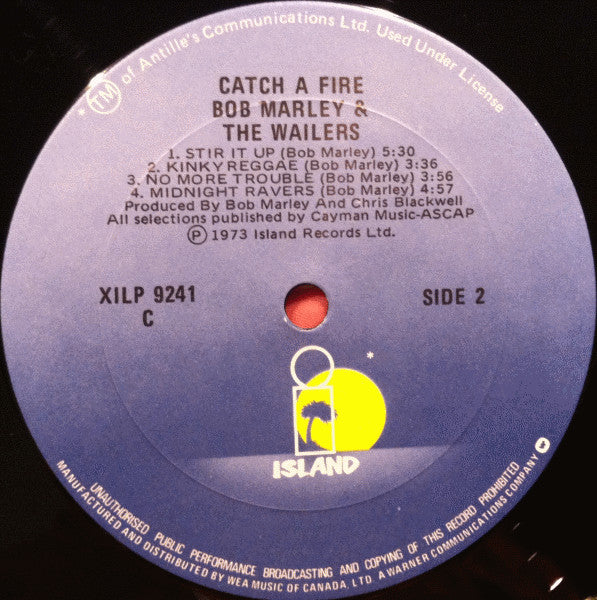 * TM of Antille's Communications Ltd. Used Under License
CATCH A FIRE
BOB MARLEY &
THE WAILERS
1. STIR IT UP (Bob Marley) 5:30
2. KINKY REGGAE (Bob Marley) 3:36
3. NO MORE TROUBLE (Bob Marley) 3:56
4. MIDNIGHT RAVERS (Bob Marley) 4:57
Produced By Bob Marley And Chris Blackwell
All selections published by Cayman Music-ASCAP
℗ 1973 Island Records Ltd.
XILP 9241
C
SIDE 2
*
ISLAND
UNAUTHORISED PUBLIC PERFORMANCE BROADCASTING AND COPYING OF THIS RECORD PROHIBITED
MANUFACTURED AND DISTRIBUTED BY WEA MUSIC OF CANADA, LTD. A WARNER COMMUNICATIONS COMPANY